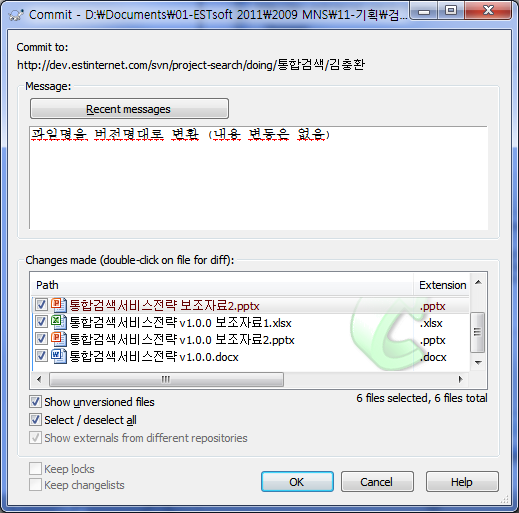 Commit - D:₩Documents₩01-ESTsoft 2011₩2009 MNS₩11-기획₩검...
Commit to:
http://dev.estinternet.com/svn/project-search/doing/통합검색/김충환
Message:
Recent messages
파일명을 버전명대로 변환 (내용 변동은 없음)
Changes made (double-click on file for diff):
Path Extension
통합검색서비스전략 보조자료2.pptx .pptx
통합검색서비스전략 v1.0.0 보조자료1.xlsx .xlsx
통합검색서비스전략 v1.0.0 보조자료2.pptx .pptx
통합검색서비스전략 v1.0.0.docx .docx
Show unversioned files
6 files selected, 6 files total
Select / deselect all
Show externals from different repositories
Keep locks
Keep changelists
OK Cancel Help